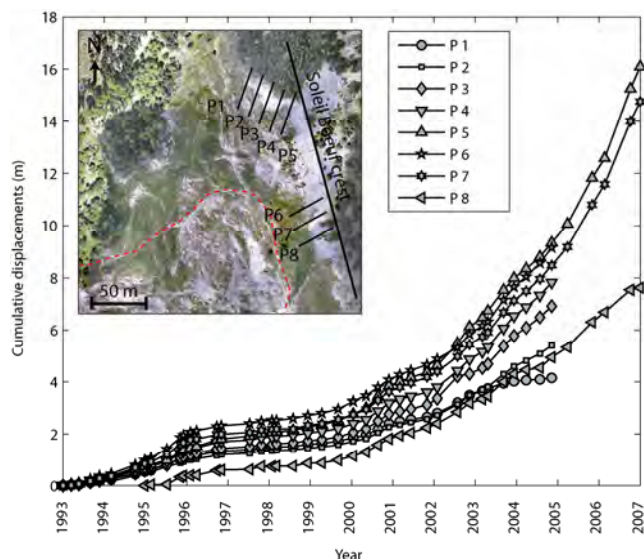 18
16
14
12
10
8
6
4
2
0
Cumulative displacements (m)
N
P1
P2
P3
P4
P5
P6
P7
P8
Soleil Boeuf crest
50 m
P 1
P 2
P 3
P 4
P 5
P 6
P 7
P 8
1993
1994
1995
1996
1997
1998
1999
2000
2001
2002
2003
2004
2005
2006
2007
Year